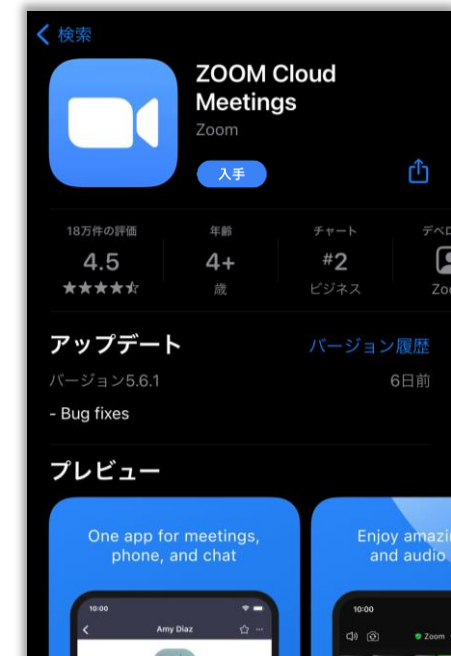 検索
ZOOM Cloud
Meetings
Zoom
入手
18万件の評価
4.5
年齢
4+
歳
チャート
#2
ビジネス
アップデート
バージョン履歴
バージョン5.6.1
6日前
- Bug fixes
プレビュー
One app for meetings,
phone, and chat
10:00
Amy Diaz
Enjoy
and audio
10:00
Zoom